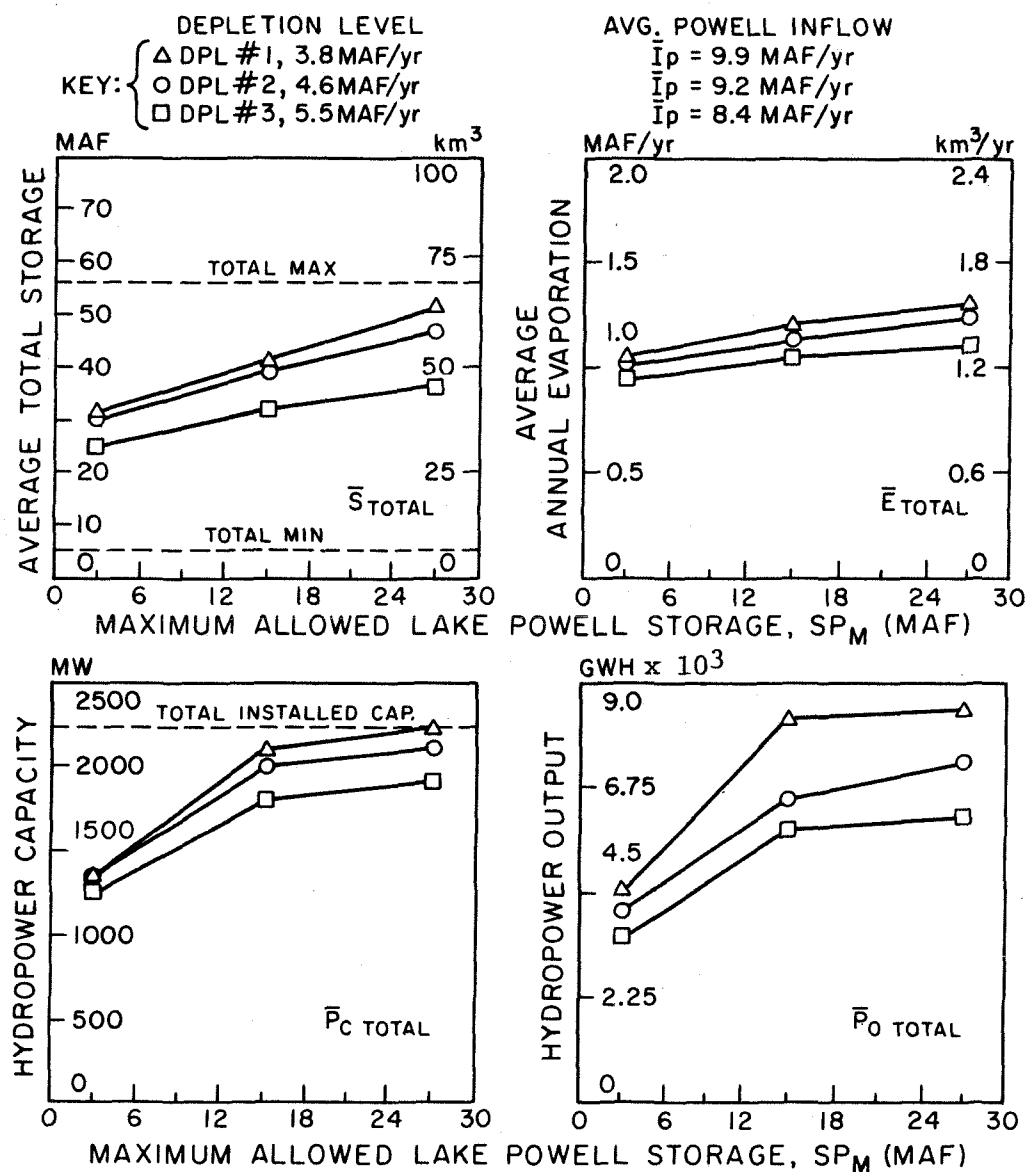 DEPLETION LEVEL
KEY:
△ DPL #1, 3.8 MAF/yr
○ DPL #2, 4.6 MAF/yr
□ DPL #3, 5.5 MAF/yr
AVG. POWELL INFLOW
Īp = 9.9 MAF/yr
Īp = 9.2 MAF/yr
Īp = 8.4 MAF/yr
MAF
km³
AVERAGE TOTAL STORAGE
70
60
50
40
20
10
0
100
75
50
25
0
TOTAL MAX
TOTAL MIN
S̄ TOTAL
0 6 12 18 24 30
MAF/yr
km³/yr
AVERAGE
ANNUAL EVAPORATION
2.0
1.5
1.0
0.5
0
2.4
1.8
1.2
0.6
0
Ē TOTAL
0 6 12 18 24 30
MAXIMUM ALLOWED LAKE POWELL STORAGE, SP_M (MAF)
MW
HYDROPOWER CAPACITY
2500
2000
1500
1000
500
0
TOTAL INSTALLED CAP.
P̄C TOTAL
0 6 12 18 24 30
GWH x 10³
HYDROPOWER OUTPUT
9.0
6.75
4.5
2.25
0
P̄O TOTAL
0 6 12 18 24 30
MAXIMUM ALLOWED LAKE POWELL STORAGE, SP_M (MAF)